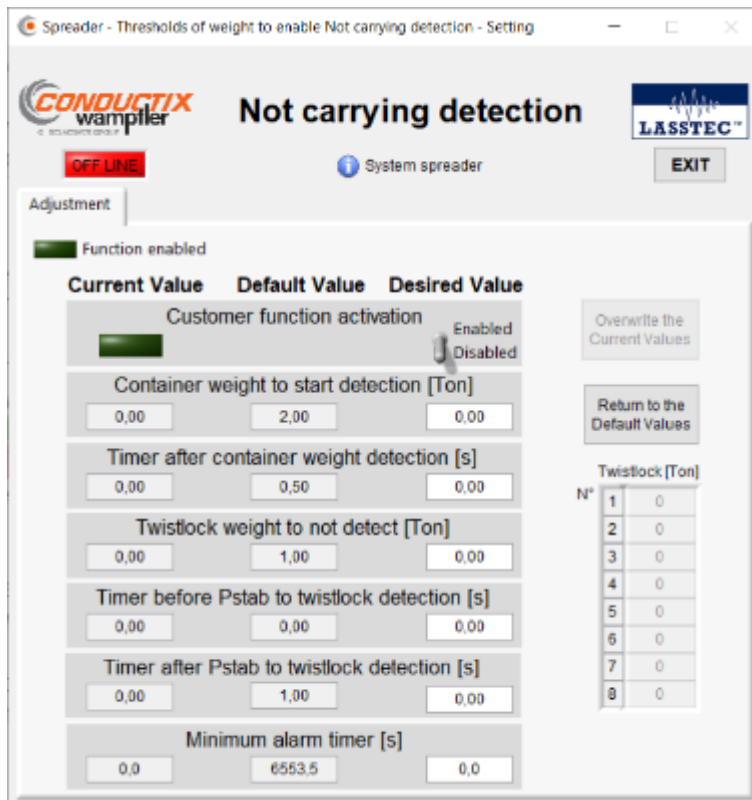 Spreader - Thresholds of weight to enable Not carrying detection - Setting
CONDUCTIX
wampfler
Not carrying detection
LASSTEC™
OFF LINE
System spreader
EXIT
Adjustment
Function enabled
Current Value Default Value Desired Value
Customer function activation
Enabled
Disabled
Overwrite the
Current Values
Container weight to start detection [Ton]
0,00 2,00 0,00
Return to the
Default Values
Timer after container weight detection [s]
0,00 0,50 0,00
Twistlock [Ton]
N°
1 0
2 0
3 0
4 0
5 0
6 0
7 0
8 0
Twistlock weight to not detect [Ton]
0,00 1,00 0,00
Timer before Pstab to twistlock detection [s]
0,00 0,00 0,00
Timer after Pstab to twistlock detection [s]
0,00 1,00 0,00
Minimum alarm timer [s]
0,0 6553,5 0,0